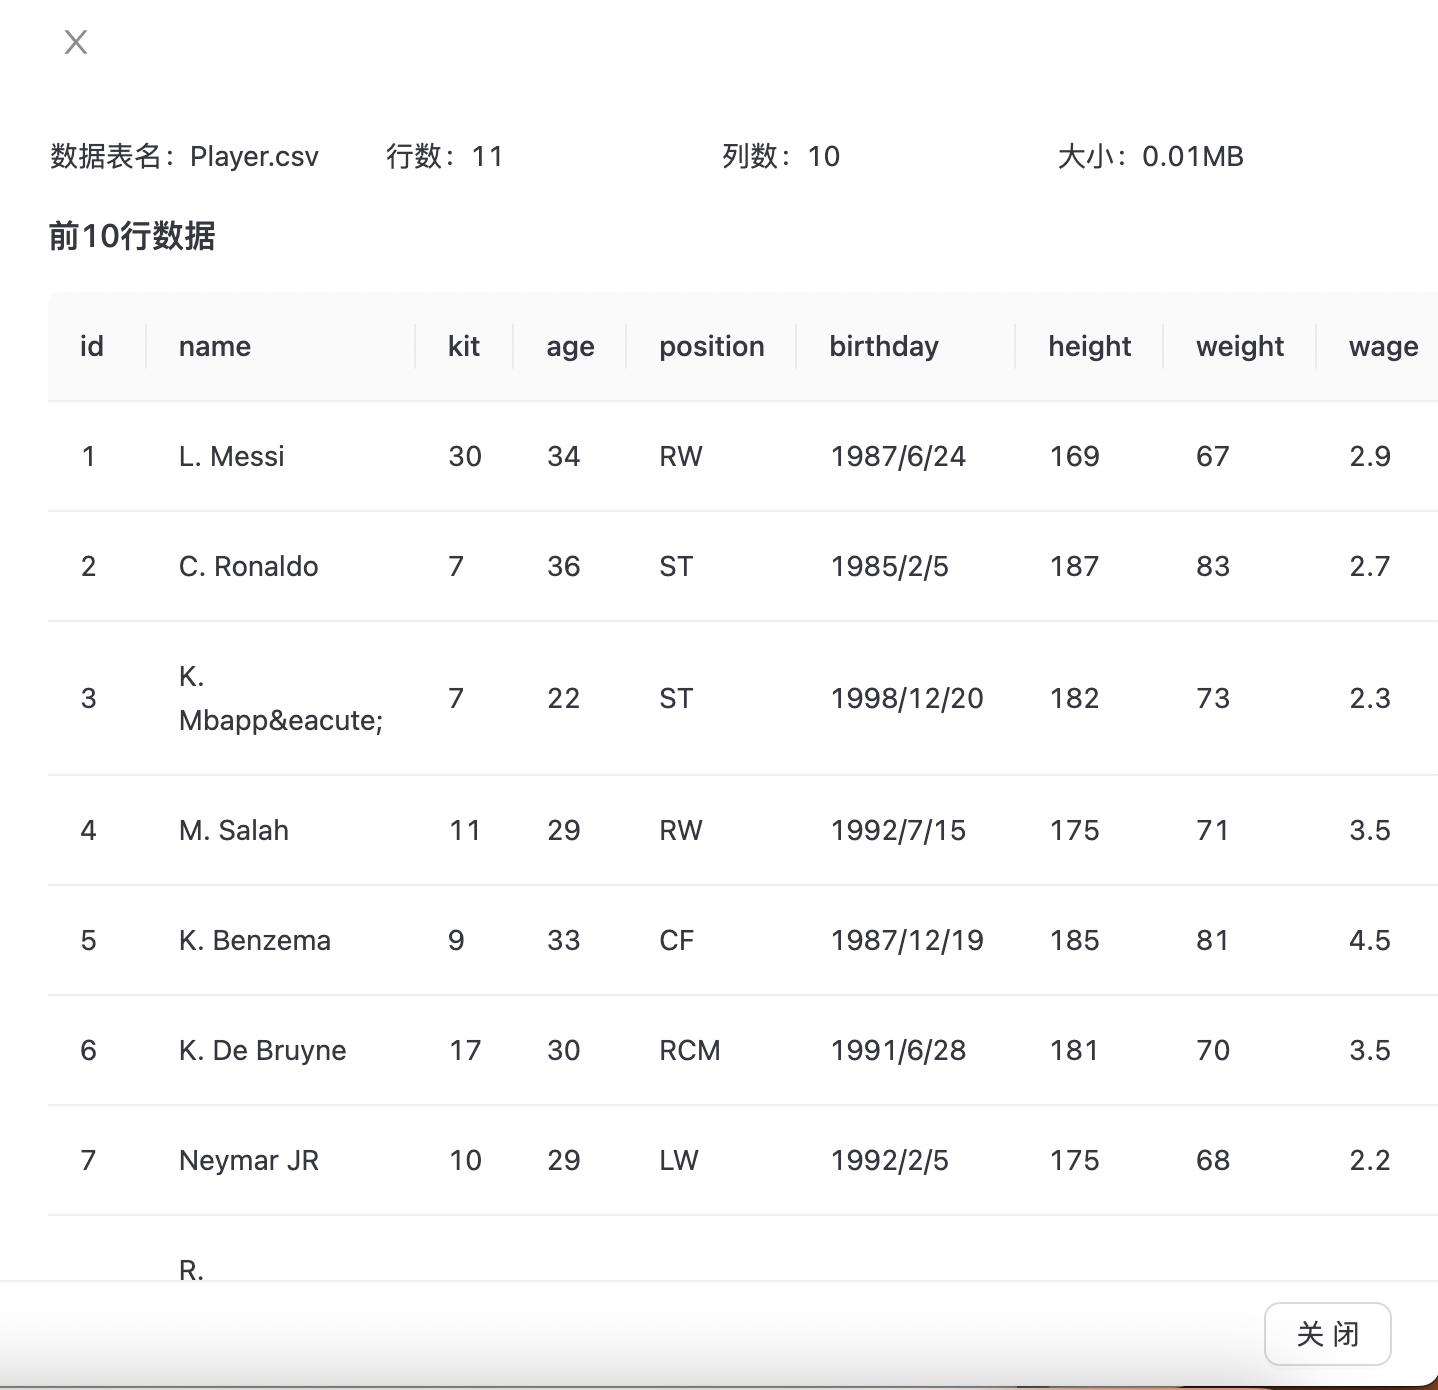 X
数据表名：Player.csv 行数：11 列数：10 大小：0.01MB
前10行数据
id name kit age position birthday height weight wage
1 L. Messi 30 34 RW 1987/6/24 169 67 2.9
2 C. Ronaldo 7 36 ST 1985/2/5 187 83 2.7
K.
3 7 22 ST 1998/12/20 182 73 2.3
Mbapp&eacute;
4 M. Salah 11 29 RW 1992/7/15 175 71 3.5
5 K. Benzema 9 33 CF 1987/12/19 185 81 4.5
6 K. De Bruyne 17 30 RCM 1991/6/28 181 70 3.5
7 Neymar JR 10 29 LW 1992/2/5 175 68 2.2
R.
关 闭